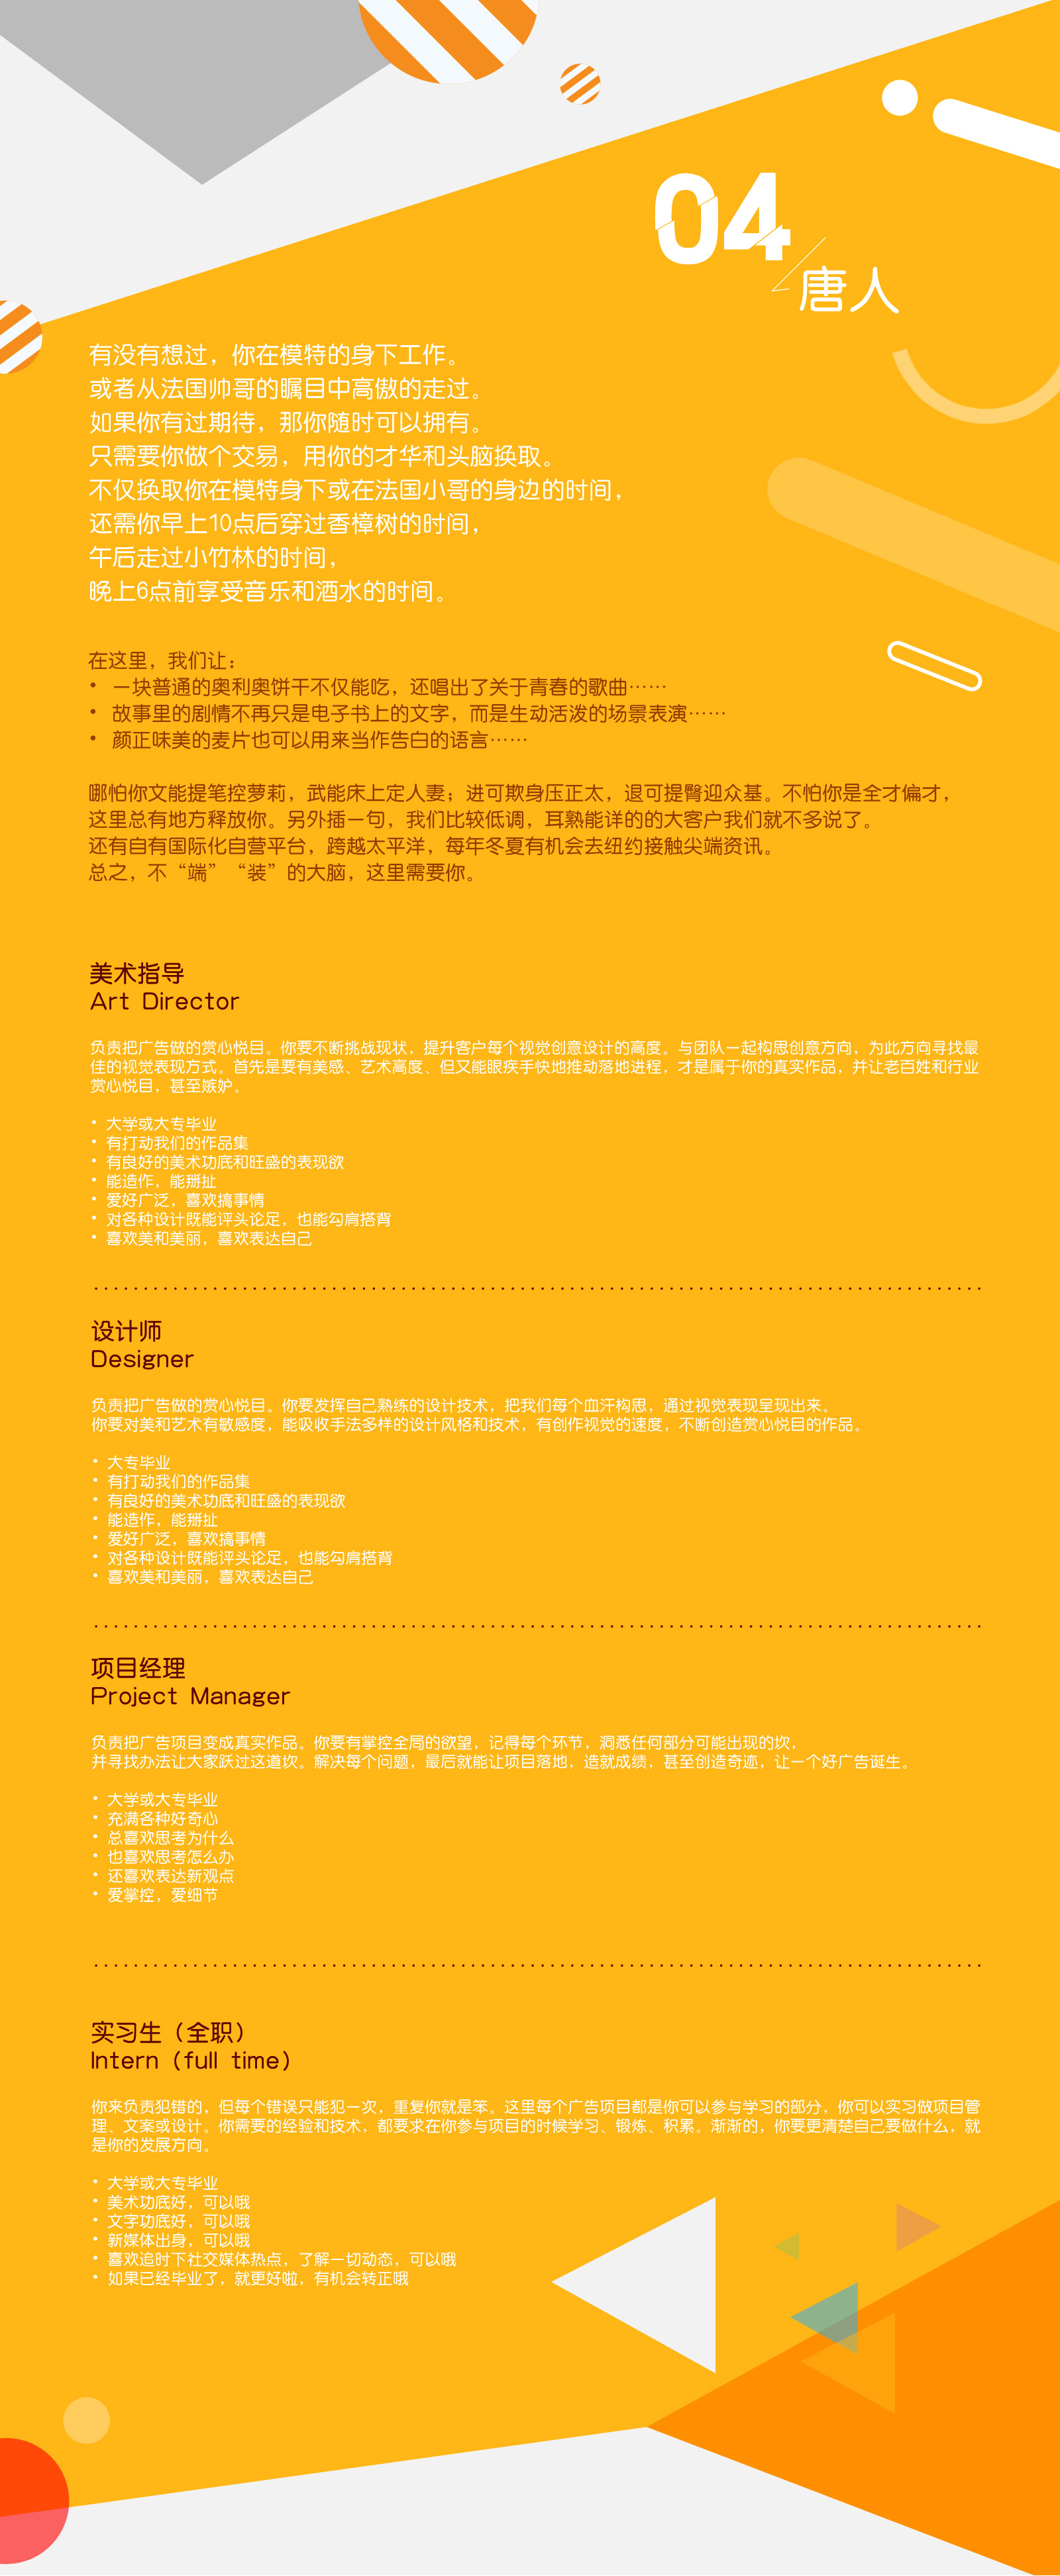 04
唐人
有没有想过，你在模特的身下工作。
或者从法国帅哥的瞩目中高傲的走过。
如果你有过期待，那你随时可以拥有。
只需要你做个交易，用你的才华和头脑换取。
不仅换取你在模特身下或在法国小哥的身边的时间，
还需你早上10点后穿过香樟树的时间，
午后走过小竹林的时间，
晚上6点前享受音乐和酒水的时间。
在这里，我们让：
• 一块普通的奥利奥饼干不仅能吃，还唱出了关于青春的歌曲……
• 故事里的剧情不再只是电子书上的文字，而是生动活泼的场景表演……
• 颜正味美的麦片也可以用来当作告白的语言……
哪怕你文能提笔控萝莉，武能床上定人妻；进可欺身压正太，退可提臀迎众基。不怕你是全才偏才，
这里总有地方释放你。另外插一句，我们比较低调，耳熟能详的的大客户我们就不多说了。
还有自有国际化自营平台，跨越太平洋，每年冬夏有机会去纽约接触尖端资讯。
总之，不“端”“装”的大脑，这里需要你。
美术指导
Art Director
负责把广告做的赏心悦目。你要不断挑战现状，提升客户每个视觉创意设计的高度。与团队一起构思创意方向，为此方向寻找最
佳的视觉表现方式。首先是要有美感、艺术高度、但又能眼疾手快地推动落地进程，才是属于你的真实作品，并让老百姓和行业
赏心悦目，甚至嫉妒。
• 大学或大专毕业
• 有打动我们的作品集
• 有良好的美术功底和旺盛的表现欲
• 能造作，能掰扯
• 爱好广泛，喜欢搞事情
• 对各种设计既能评头论足，也能勾肩搭背
• 喜欢美和美丽，喜欢表达自己
设计师
Designer
负责把广告做的赏心悦目。你要发挥自己熟练的设计技术，把我们每个血汗构思，通过视觉表现呈现出来。
你要对美和艺术有敏感度，能吸收手法多样的设计风格和技术，有创作视觉的速度，不断创造赏心悦目的作品。
• 大专毕业
• 有打动我们的作品集
• 有良好的美术功底和旺盛的表现欲
• 能造作，能掰扯
• 爱好广泛，喜欢搞事情
• 对各种设计既能评头论足，也能勾肩搭背
• 喜欢美和美丽，喜欢表达自己
项目经理
Project Manager
负责把广告项目变成真实作品。你要有掌控全局的欲望，记得每个环节，洞悉任何部分可能出现的坎，
并寻找办法让大家跃过这道坎。解决每个问题，最后就能让项目落地，造就成绩，甚至创造奇迹，让一个好广告诞生。
• 大学或大专毕业
• 充满各种好奇心
• 总喜欢思考为什么
• 也喜欢思考怎么办
• 还喜欢表达新观点
• 爱掌控，爱细节
实习生（全职）
Intern (full time)
你来负责犯错的，但每个错误只能犯一次，重复你就是笨。这里每个广告项目都是你可以参与学习的部分，你可以实习做项目管
理、文案或设计。你需要的经验和技术，都要求在你参与项目的时候学习、锻炼、积累。渐渐的，你要更清楚自己要做什么，就
是你的发展方向。
• 大学或大专毕业
• 美术功底好，可以哦
• 文字功底好，可以哦
• 新媒体出身，可以哦
• 喜欢追时下社交媒体热点，了解一切动态，可以哦
• 如果已经毕业了，就更好啦，有机会转正哦